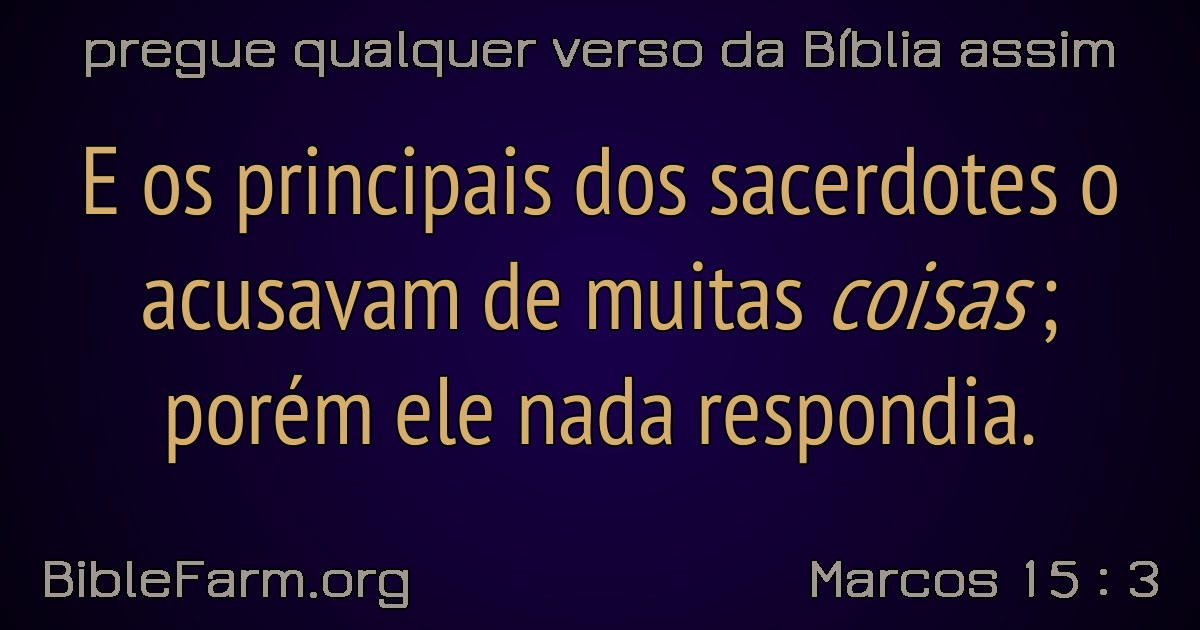 pregue qualquer verso da Bíblia assim
E os principais dos sacerdotes o
acusavam de muitas coisas;
porém ele nada respondia.
BibleFarm.org
Marcos 15 : 3